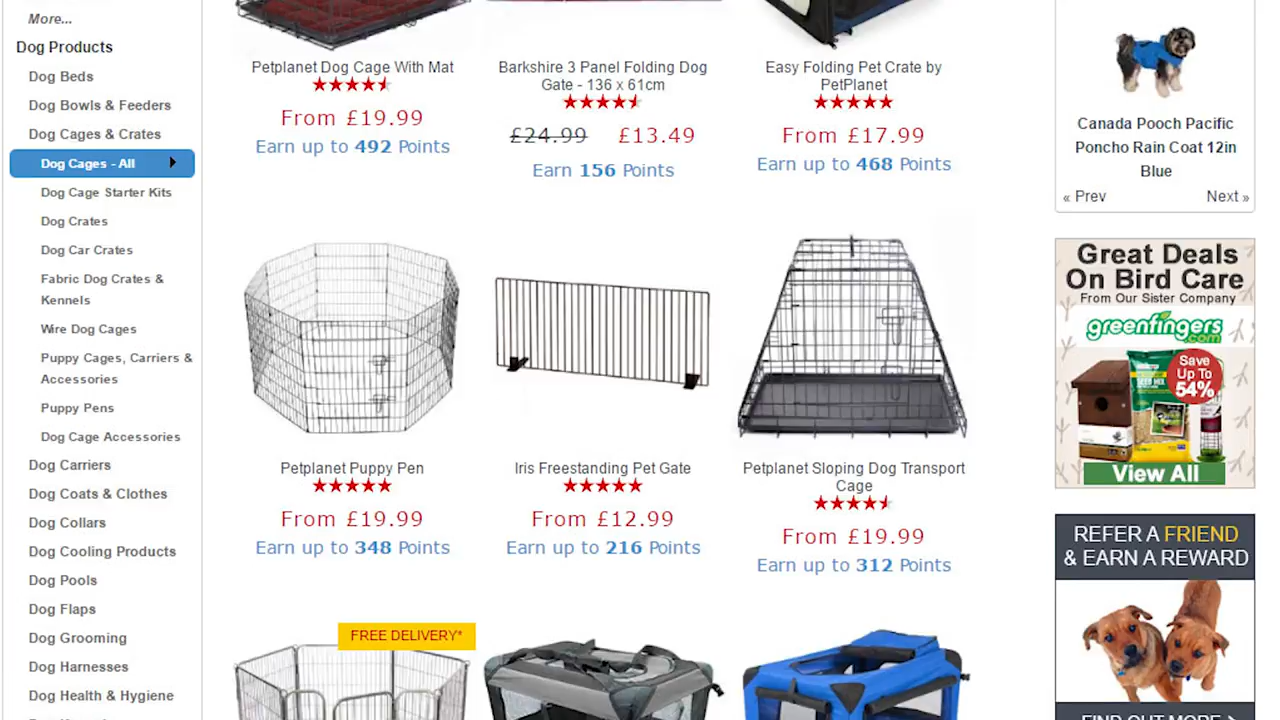 More...
Dog Products
Dog Beds
Dog Bowls & Feeders
Dog Cages & Crates
Dog Cages - All
Dog Cage Starter Kits
Dog Crates
Dog Car Crates
Fabric Dog Crates &
Kennels
Wire Dog Cages
Puppy Cages, Carriers &
Accessories
Puppy Pens
Dog Cage Accessories
Dog Carriers
Dog Coats & Clothes
Dog Collars
Dog Cooling Products
Dog Pools
Dog Flaps
Dog Grooming
Dog Harnesses
Dog Health & Hygiene
Petplanet Dog Cage With Mat
From £19.99
Earn up to 492 Points
Barkshire 3 Panel Folding Dog
Gate - 136 x 61cm
£24.99 £13.49
Earn 156 Points
Easy Folding Pet Crate by
PetPlanet
From £17.99
Earn up to 468 Points
Petplanet Puppy Pen
From £19.99
Earn up to 348 Points
Iris Freestanding Pet Gate
From £12.99
Earn up to 216 Points
Petplanet Sloping Dog Transport
Cage
From £19.99
Earn up to 312 Points
FREE DELIVERY*
Canada Pooch Pacific
Poncho Rain Coat 12in
Blue
« Prev Next »
Great Deals
On Bird Care
From Our Sister Company
greenfingers
.com
Save
Up To
54%
View All
REFER A FRIEND
& EARN A REWARD
FIND OUT MORE >